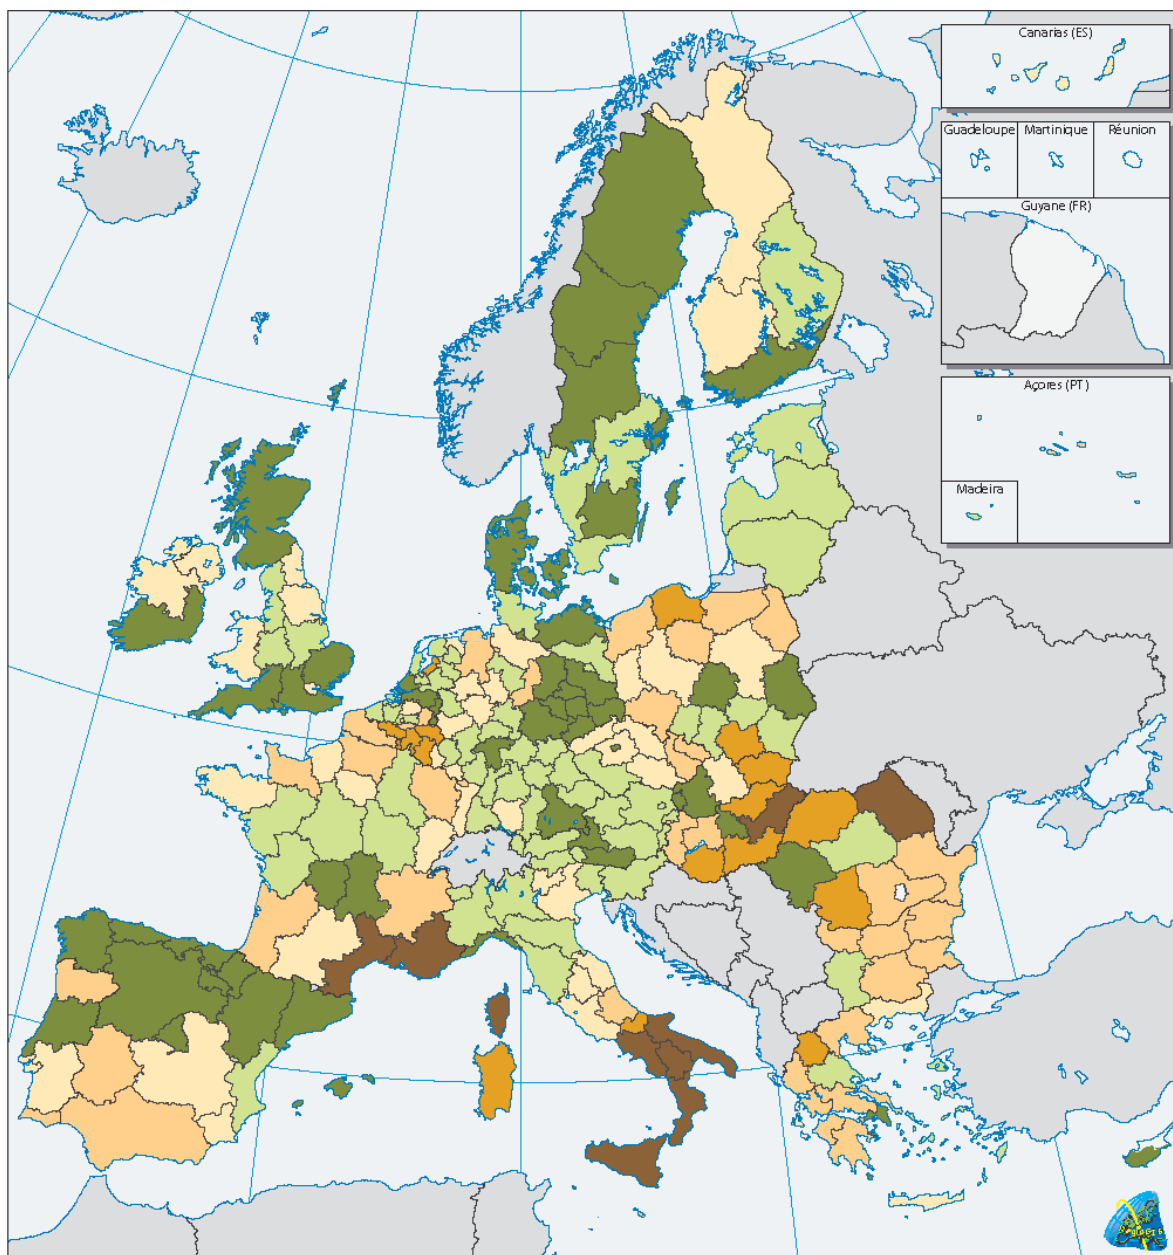 Canarias (ES)
Guadeloupe
Martinique
Réunion
Guyane (FR)
Açores (PT)
Madeira